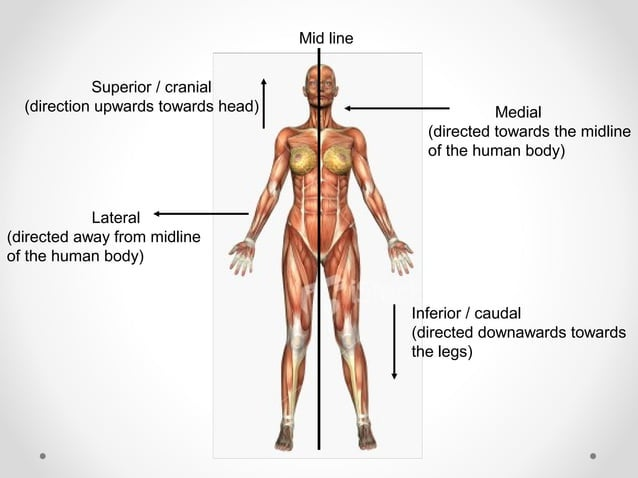 Mid line
Superior / cranial
(direction upwards towards head)
Medial
(directed towards the midline
of the human body)
Lateral
(directed away from midline
of the human body)
Inferior / caudal
(directed downawards towards
the legs)